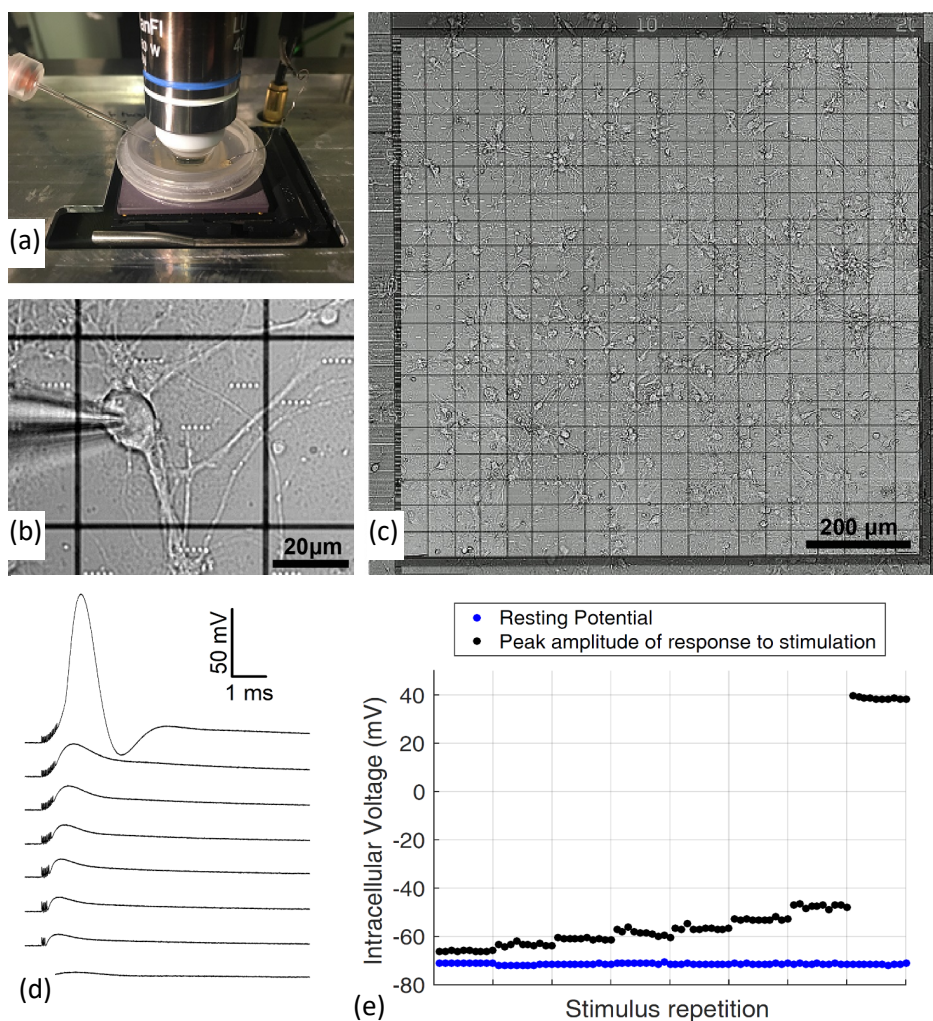 anFl
(a)
(b)
20µm
5
10
15
20
(c)
200 µm
50 mV
1 ms
(d)
Resting Potential
Peak amplitude of response to stimulation
Intracellular Voltage (mV)
40
20
0
-20
-40
-60
-80
(e)
Stimulus repetition